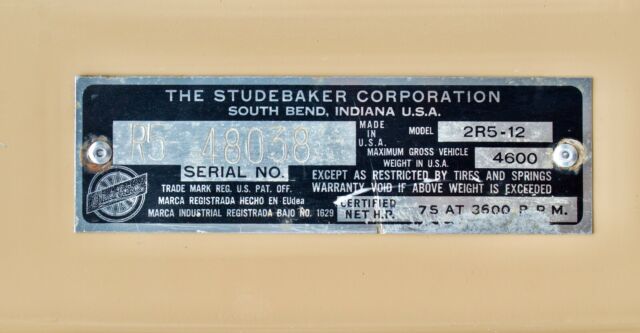 THE STUDEBAKER CORPORATION
SOUTH BEND, INDIANA U.S.A.
R5 48038
SERIAL NO.
MADE IN U.S.A.
MODEL 2R5-12
MAXIMUM GROSS VEHICLE WEIGHT IN U.S.A. 4600
EXCEPT AS RESTRICTED BY TIRES AND SPRINGS
WARRANTY VOID IF ABOVE WEIGHT IS EXCEEDED
Studebaker
TRADE MARK REG. U.S. PAT. OFF.
MARCA REGISTRADA HECHO EN EUdea
MARCA INDUSTRIAL REGISTRADA BAJO NO. 1629
CERTIFIED NET H.P. 75 AT 3600 R.P.M.